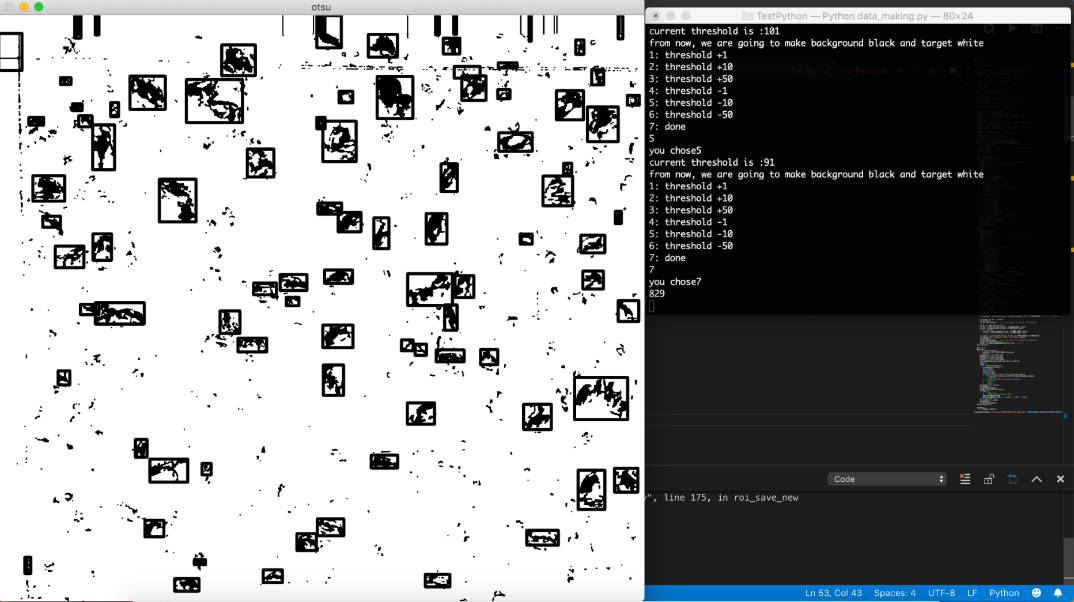 otsu
TestPython — Python data_making.py — 80×24
current threshold is :101
from now, we are going to make background black and target white
1: threshold +1
2: threshold +10
3: threshold +50
4: threshold -1
5: threshold -10
6: threshold -50
7: done
5
you chose5
current threshold is :91
from now, we are going to make background black and target white
1: threshold +1
2: threshold +10
3: threshold +50
4: threshold -1
5: threshold -10
6: threshold -50
7: done
7
you chose7
829
No Results
Code
", line 175, in roi_save_new
Ln 53, Col 43 Spaces: 4 UTF-8 LF Python